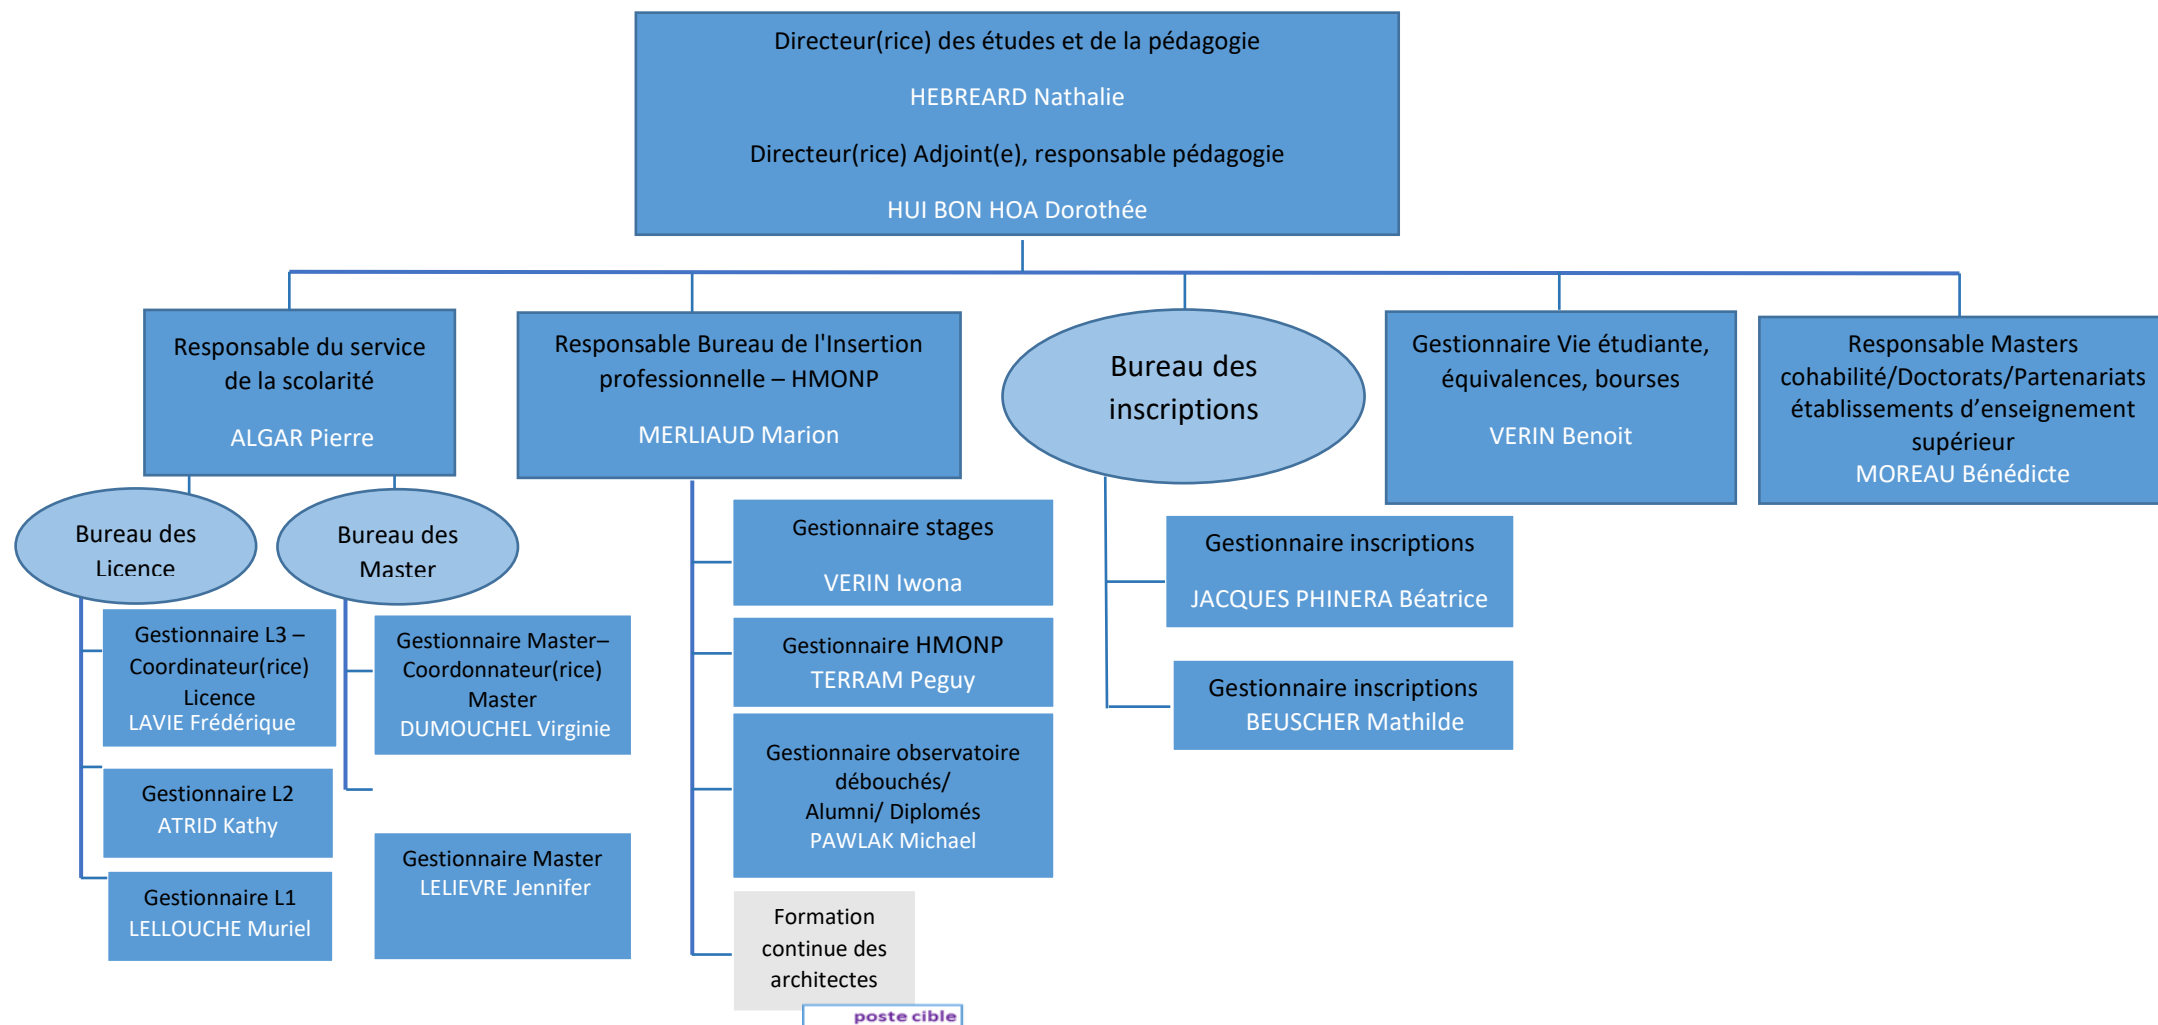 Directeur(rice) des études et de la pédagogie
HEBREARD Nathalie
Directeur(rice) Adjoint(e), responsable pédagogie
HUI BON HOA Dorothée
Responsable du service
de la scolarité
ALGAR Pierre
Responsable Bureau de l'Insertion
professionnelle – HMONP
MERLIAUD Marion
Bureau des
inscriptions
Gestionnaire Vie étudiante,
équivalences, bourses
VERIN Benoit
Responsable Masters
cohabilité/Doctorats/Partenariats
établissements d’enseignement
supérieur
MOREAU Bénédicte
Bureau des
Licence
Bureau des
Master
Gestionnaire L3 –
Coordinateur(rice)
Licence
LAVIE Frédérique
Gestionnaire L2
ATRID Kathy
Gestionnaire L1
LELLOUCHE Muriel
Gestionnaire Master–
Coordonnateur(rice)
Master
DUMOUCHEL Virginie
Gestionnaire Master
LELIEVRE Jennifer
Gestionnaire stages
VERIN Iwona
Gestionnaire HMONP
TERRAM Peguy
Gestionnaire observatoire
débouchés/
Alumni/ Diplomés
PAWLAK Michael
Formation
continue des
architectes
poste cible
Gestionnaire inscriptions
JACQUES PHINERA Béatrice
Gestionnaire inscriptions
BEUSCHER Mathilde